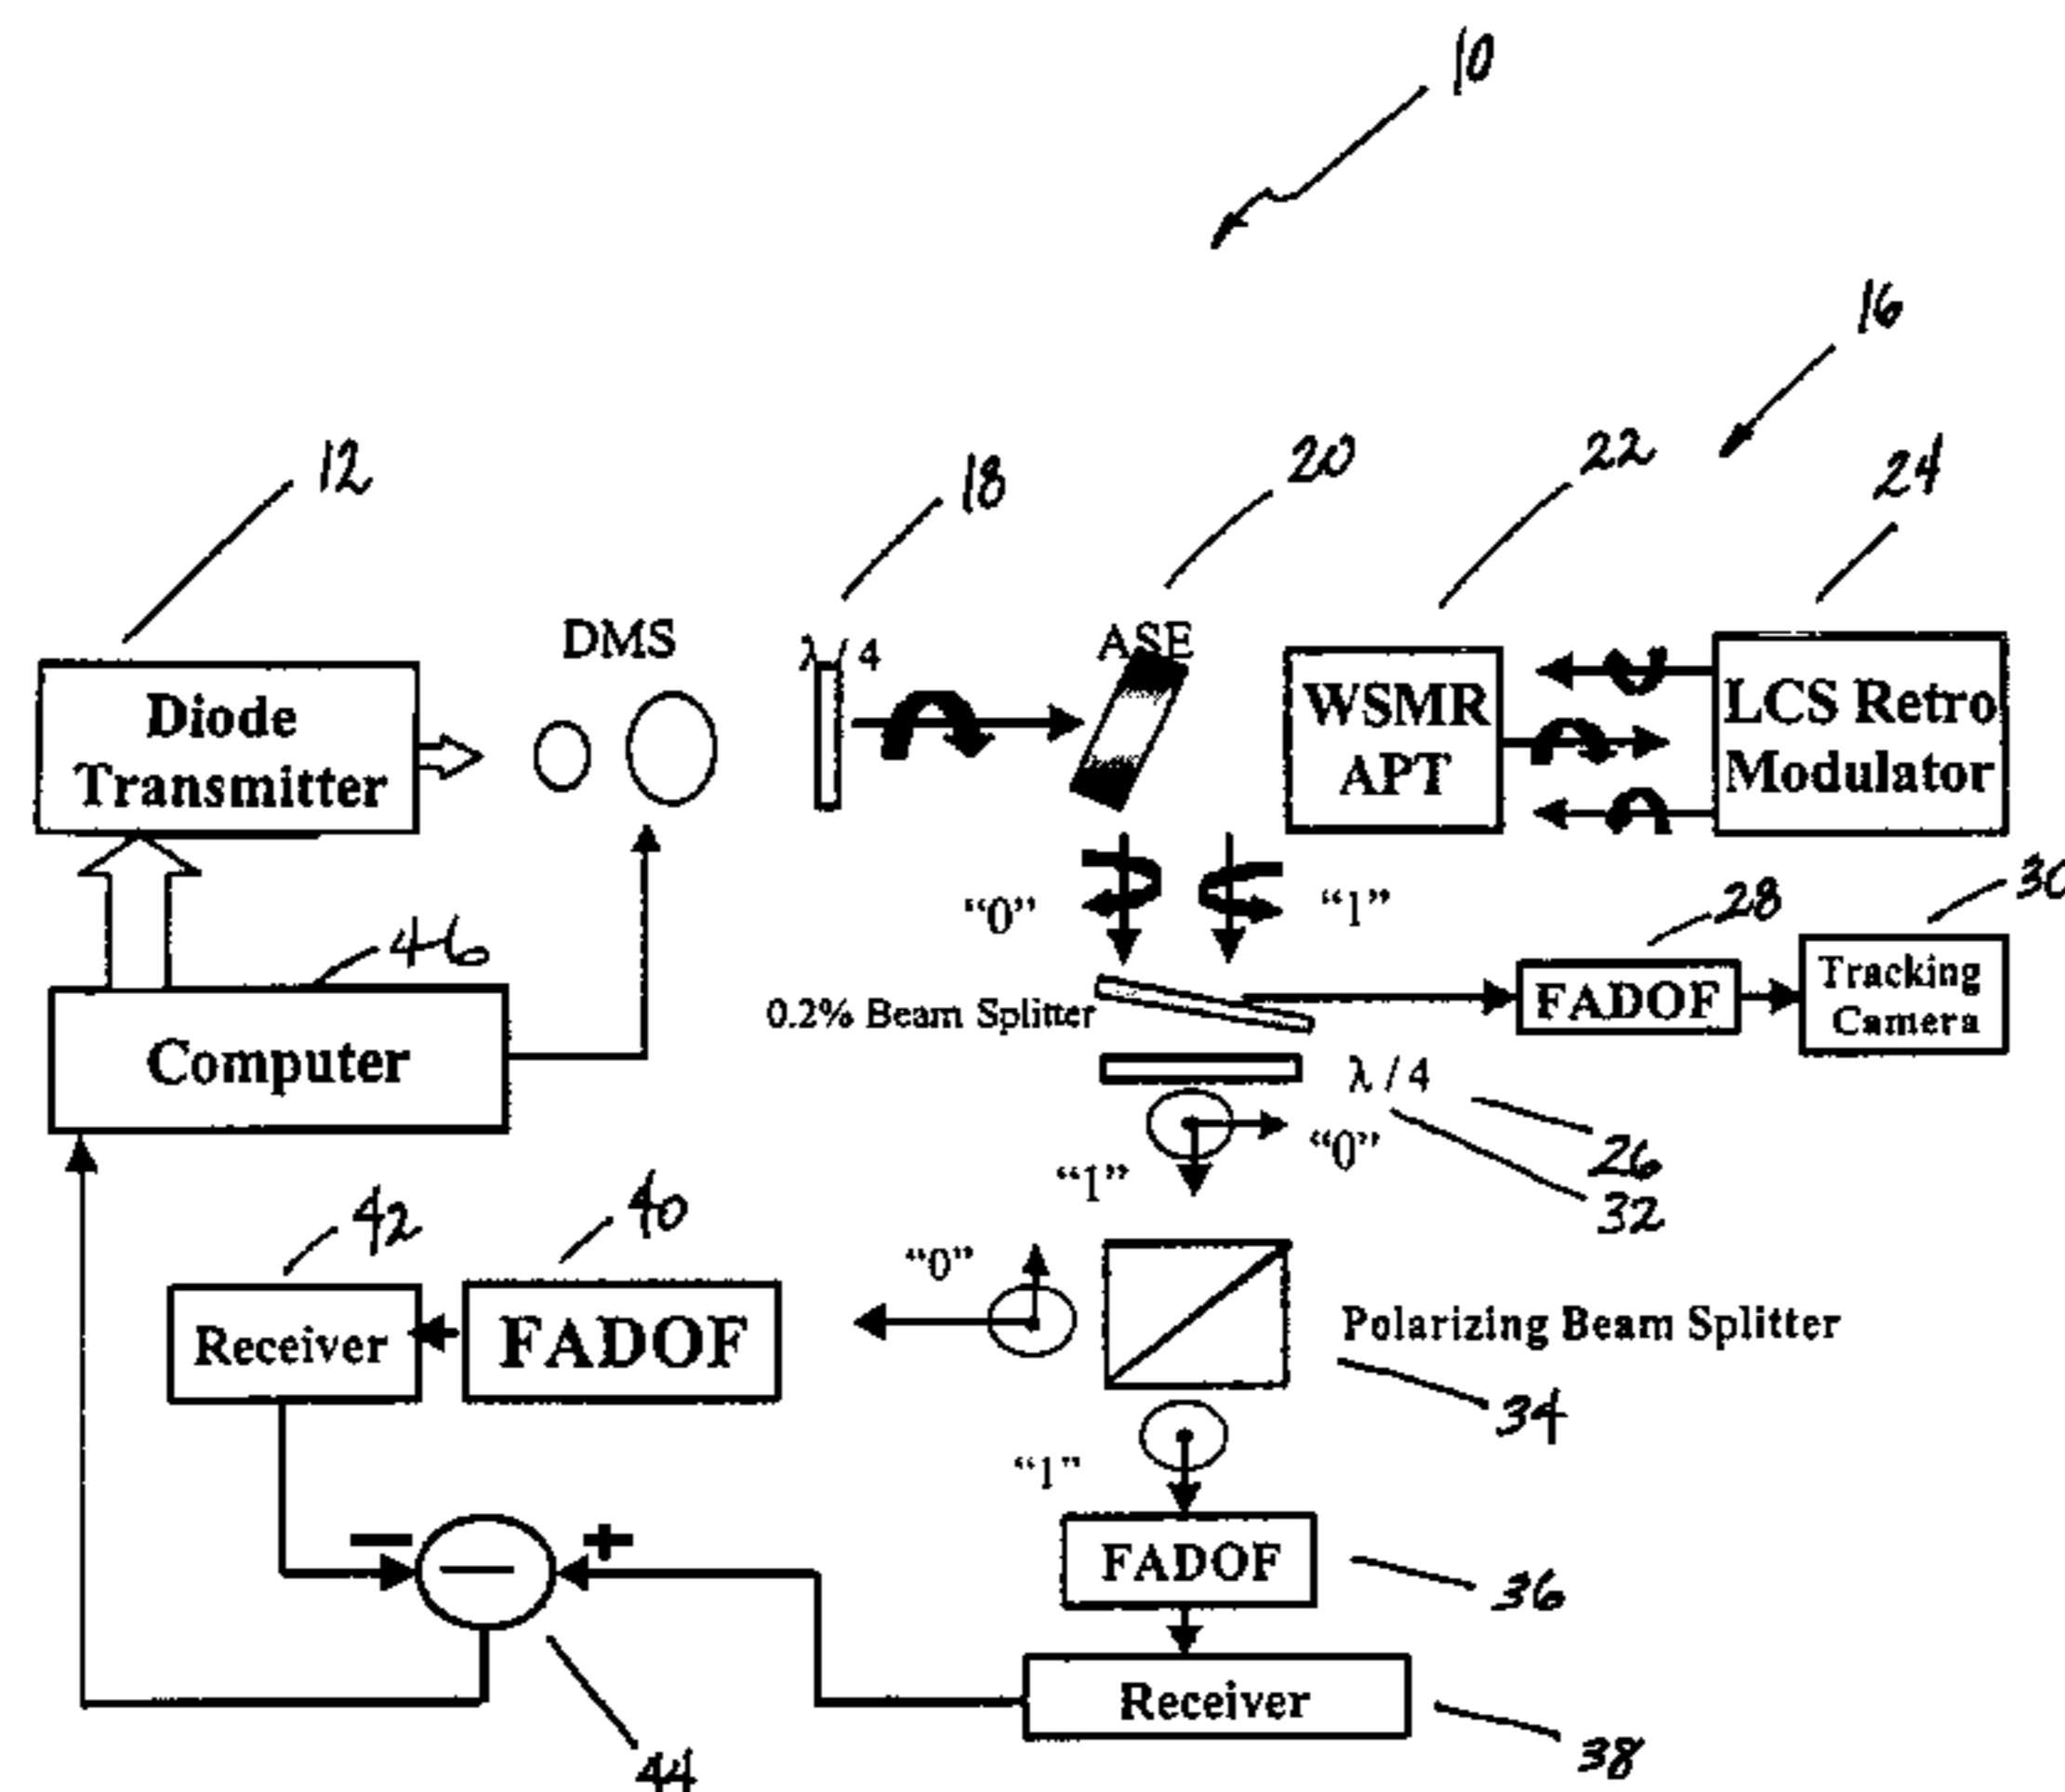 10
16
12
18
20
22
24
DMS
λ / 4
ASE
Diode
Transmitter
WSMR
APT
LCS Retro
Modulator
“0”
“1”
28
30
46
FADOF
Tracking
Camera
0.2% Beam Splitter
Computer
λ / 4
“0”
“1”
26
32
42
40
“0”
Receiver
FADOF
Polarizing Beam Splitter
34
“1”
−
+
−
FADOF
36
Receiver
38
44